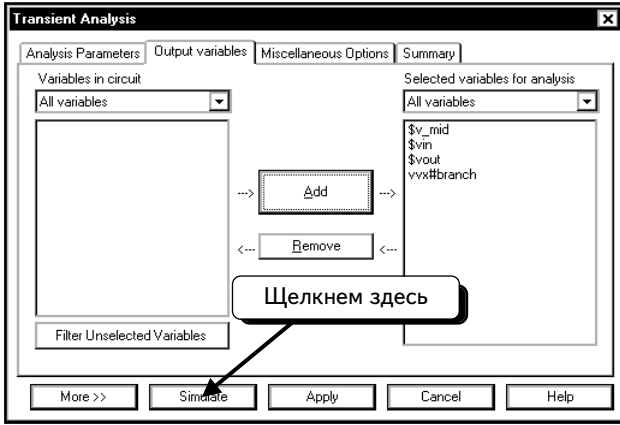 Transient Analysis
Analysis Parameters
Output variables
Miscellaneous Options
Summary
Variables in circuit
Selected variables for analysis
All variables
All variables
$v_mid
$vin
$vout
vvx#branch
--->
Add
--->
<---
Remove
<---
Щелкнем здесь
Filter Unselected Variables
More >>
Simulate
Apply
Cancel
Help